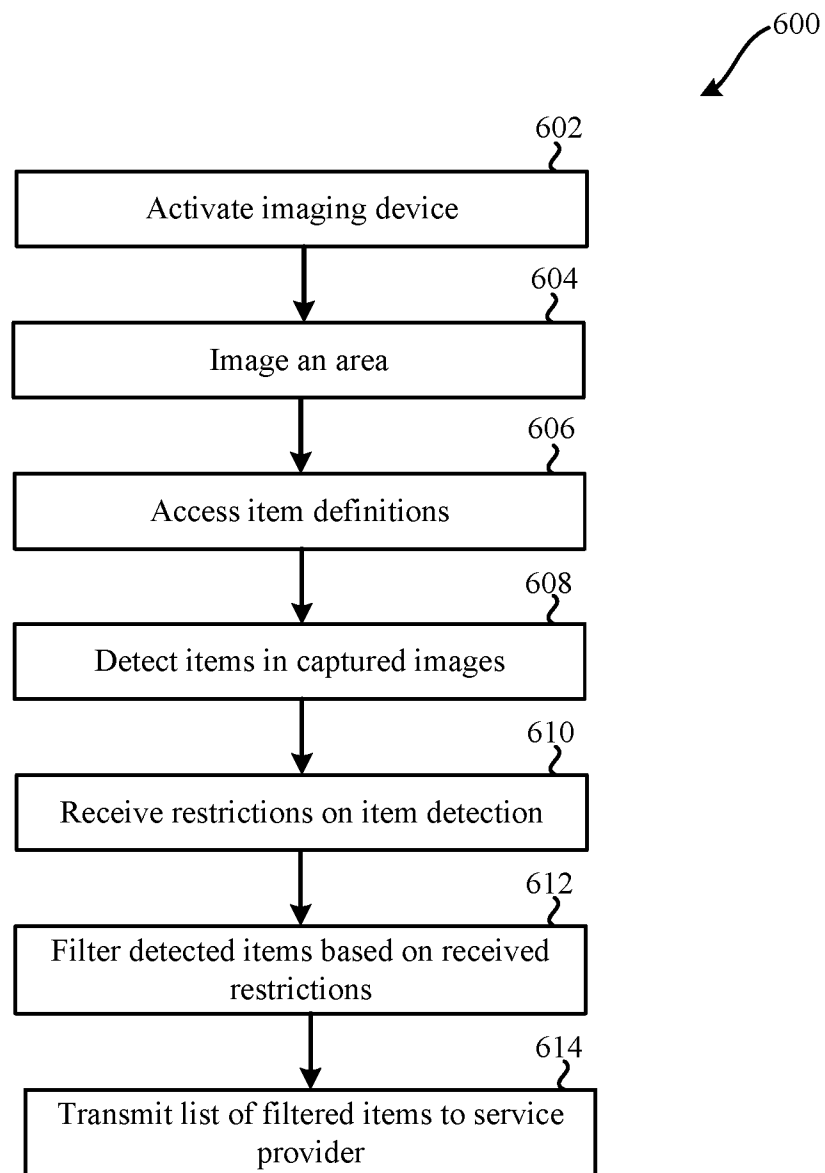 600
602
Activate imaging device
604
Image an area
606
Access item definitions
608
Detect items in captured images
610
Receive restrictions on item detection
612
Filter detected items based on received
restrictions
614
Transmit list of filtered items to service
provider